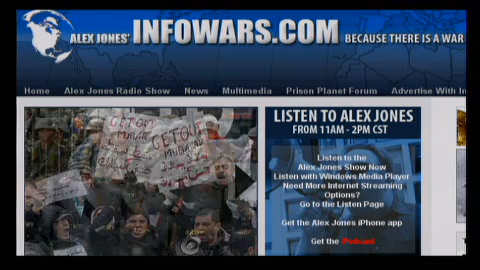 ALEX JONES' INFOWARS.COM BECAUSE THERE IS A WAR
Home Alex Jones Radio Show News Multimedia Prison Planet Forum Advertise With
GET OUT
MUBARAK
GET OUT
MUBARAK
LISTEN TO ALEX JONES
FROM 11AM - 2PM CST
Listen to the
Alex Jones Show Now
Listen with Windows Media Player
Need More Internet Streaming
Options?
Go to the Listen Page
Get the Alex Jones iPhone app
Get the Podcast